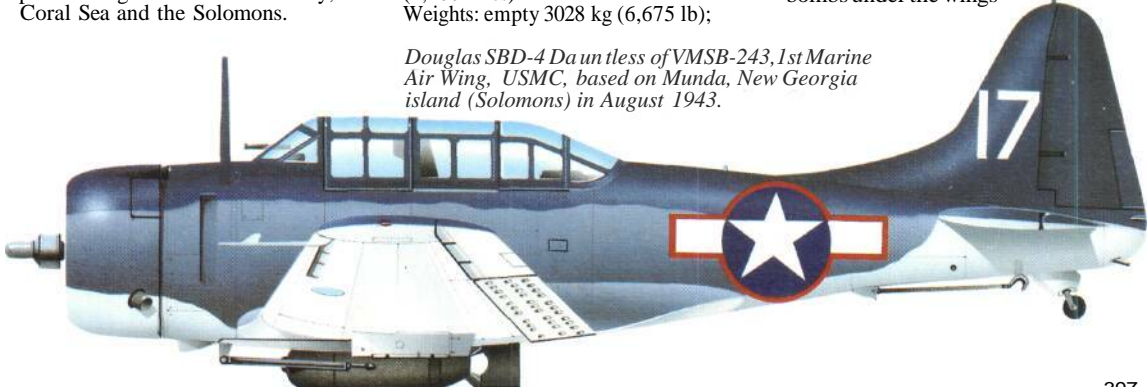 Coral Sea and the Solomons.
Weights: empty 3028 kg (6,675 lb);
Douglas SBD-4 Da un tless of VMSB-243,1st Marine
Air Wing, USMC, based on Munda, New Georgia
island (Solomons) in August 1943.
17